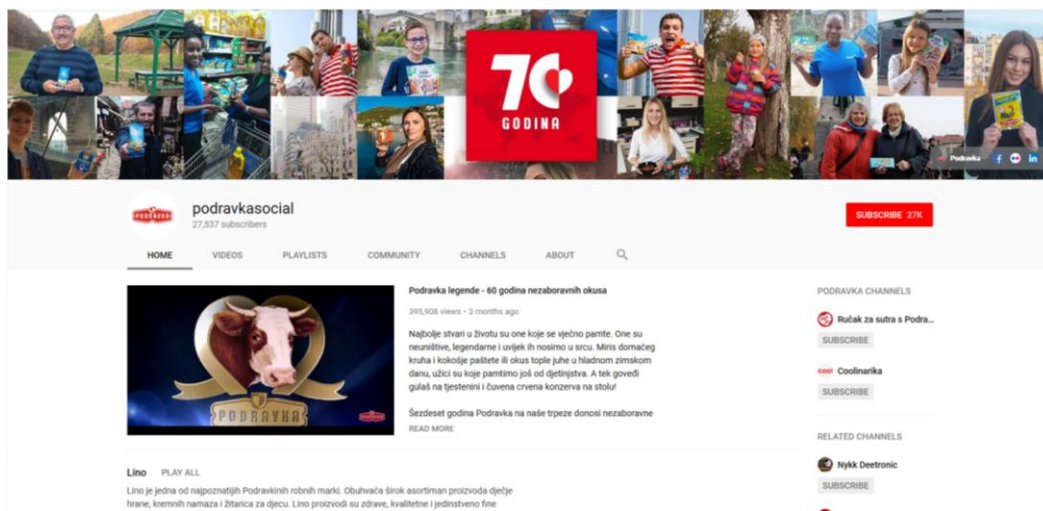 70
GODINA
Podravka
podravkasocial
27,537 subscribers
SUBSCRIBE 27K
HOME
VIDEOS
PLAYLISTS
COMMUNITY
CHANNELS
ABOUT
PODRAVKA
Podravka legende - 60 godina nezaboravnih okusa
395,908 views • 3 months ago
Najbolje stvari u životu su one koje se vječno pamte. One su
neuništive, legendarne i uvijek ih nosimo u srcu. Miris domaćeg
kruha i kokošje paštete ili okus tople juhe u hladnom zimskom
danu, užici su koje pamtimo još od djetinjstva. A tek goveđi
gulaš na tjestenini i čuvena crvena konzerva na stolu!
Šezdeset godina Podravka na naše trpeze donosi nezaboravne
READ MORE
PODRAVKA CHANNELS
Ručak za sutra s Podra...
SUBSCRIBE
cool Coolinarika
SUBSCRIBE
RELATED CHANNELS
Nykk Deetronic
SUBSCRIBE
Lino PLAY ALL
Lino je jedna od najpoznatijih Podravkinih robnih marki. Obuhvaća širok asortiman proizvoda dječje
hrane, kremnih namaza i žitarica za djecu. Lino proizvodi su zdrave, kvalitetne i jedinstveno fine